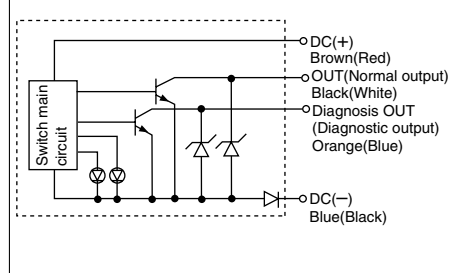 DC(+)
Brown(Red)
OUT(Normal output)
Black(White)
Diagnosis OUT
(Diagnostic output)
Orange(Blue)
Switch main
circuit
DC(−)
Blue(Black)